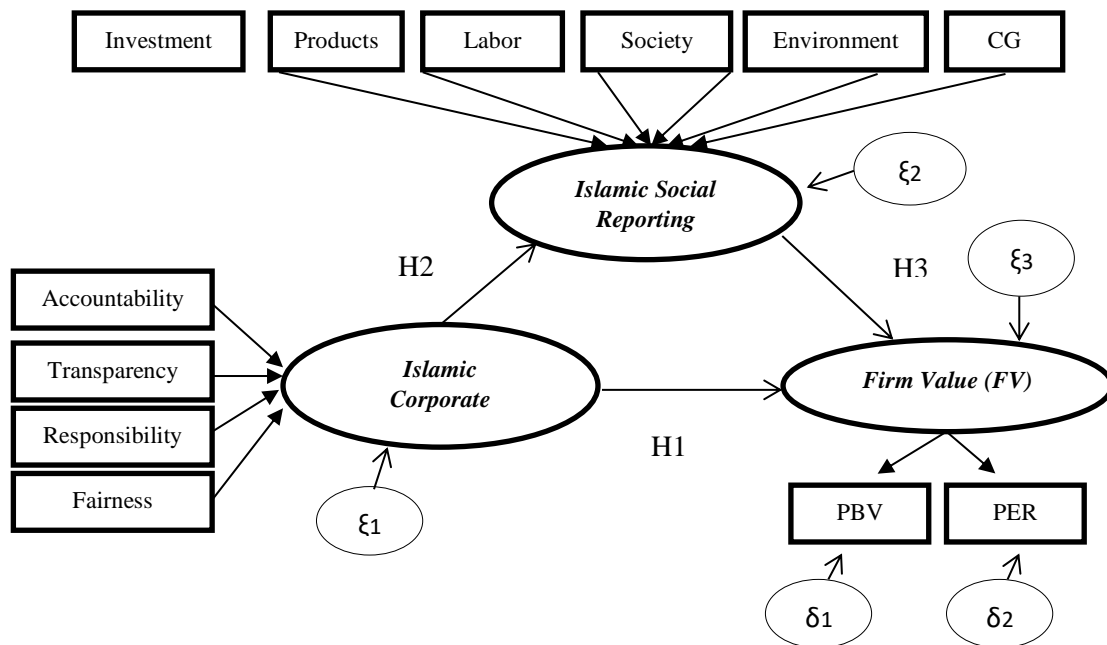 Investment
Products
Labor
Society
Environment
CG
Islamic Social
Reporting
ξ2
H2
H3
ξ3
Accountability
Transparency
Responsibility
Fairness
Islamic
Corporate
Firm Value (FV)
H1
ξ1
PBV
PER
δ1
δ2